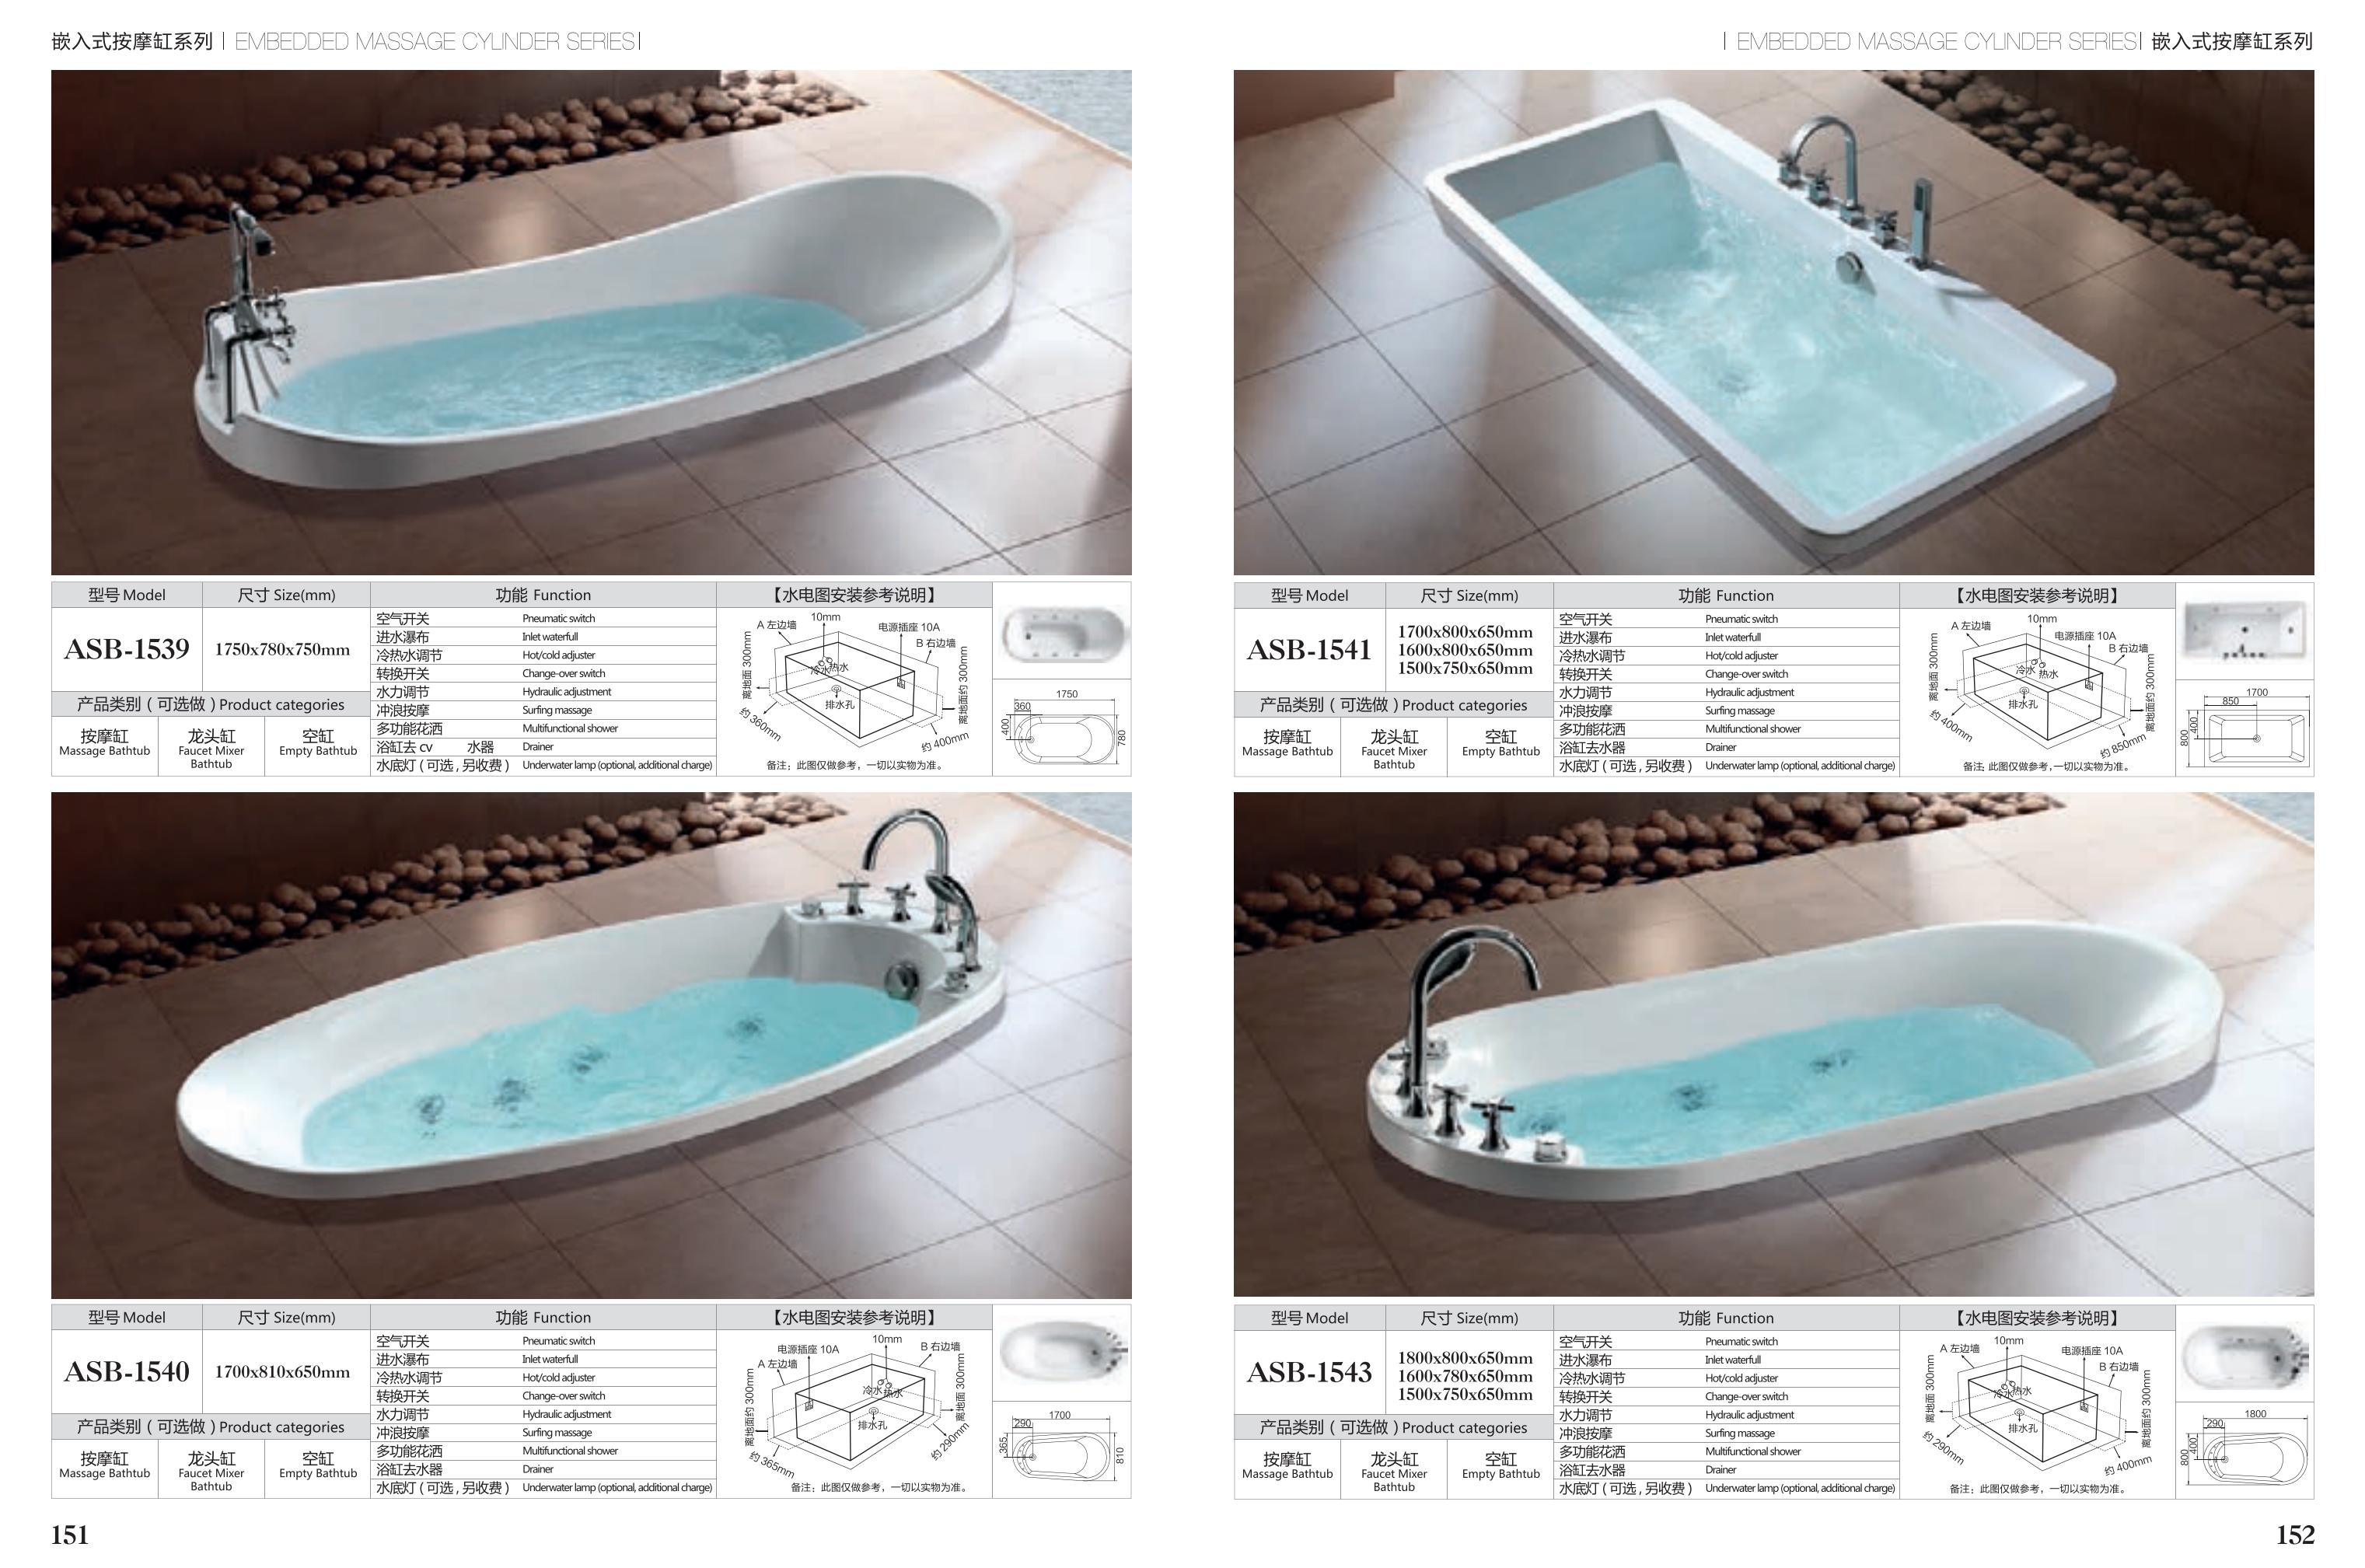 嵌入式按摩缸系列 | EMBEDDED MASSAGE CYLINDER SERIES|
型号 Model 尺寸 Size(mm) 功能 Function 【水电图安装参考说明】
ASB-1539
1750x780x750mm
产品类别 ( 可选做 ) Product categories
按摩缸 龙头缸 空缸
Massage Bathtub Faucet Mixer Bathtub Empty Bathtub
空气开关 Pneumatic switch
进水瀑布 Inlet waterfull
冷热水调节 Hot/cold adjuster
转换开关 Change-over switch
水力调节 Hydraulic adjustment
冲浪按摩 Surfing massage
多功能花洒 Multifunctional shower
浴缸去 cv 水器 Drainer
水底灯 ( 可选 , 另收费 ) Underwater lamp (optional, additional charge)
10mm
A 左边墙
电源插座 10A
B 右边墙
离地面 300mm
冷水 热水
排水孔
离地面约 300mm
约 360mm
约 400mm
备注：此图仅做参考，一切以实物为准。
1750
360
400
780
型号 Model 尺寸 Size(mm) 功能 Function 【水电图安装参考说明】
ASB-1540
1700x810x650mm
产品类别 ( 可选做 ) Product categories
按摩缸 龙头缸 空缸
Massage Bathtub Faucet Mixer Bathtub Empty Bathtub
空气开关 Pneumatic switch
进水瀑布 Inlet waterfull
冷热水调节 Hot/cold adjuster
转换开关 Change-over switch
水力调节 Hydraulic adjustment
冲浪按摩 Surfing massage
多功能花洒 Multifunctional shower
浴缸去水器 Drainer
水底灯 ( 可选 , 另收费 ) Underwater lamp (optional, additional charge)
10mm
电源插座 10A
B 右边墙
A 左边墙
离地面约 300mm
冷水 热水
排水孔
离地面 300mm
约 365mm
约 290mm
备注：此图仅做参考，一切以实物为准。
1700
290
365
810
151
| EMBEDDED MASSAGE CYLINDER SERIES| 嵌入式按摩缸系列
型号 Model 尺寸 Size(mm) 功能 Function 【水电图安装参考说明】
ASB-1541
1700x800x650mm
1600x800x650mm
1500x750x650mm
产品类别 ( 可选做 ) Product categories
按摩缸 龙头缸 空缸
Massage Bathtub Faucet Mixer Bathtub Empty Bathtub
空气开关 Pneumatic switch
进水瀑布 Inlet waterfull
冷热水调节 Hot/cold adjuster
转换开关 Change-over switch
水力调节 Hydraulic adjustment
冲浪按摩 Surfing massage
多功能花洒 Multifunctional shower
浴缸去水器 Drainer
水底灯 ( 可选 , 另收费 ) Underwater lamp (optional, additional charge)
10mm
A 左边墙
电源插座 10A
B 右边墙
离地面 300mm
冷水 热水
排水孔
离地面约 300mm
约 400mm
约 850mm
备注：此图仅做参考，一切以实物为准。
1700
850
400
800
型号 Model 尺寸 Size(mm) 功能 Function 【水电图安装参考说明】
ASB-1543
1800x800x650mm
1600x780x650mm
1500x750x650mm
产品类别 ( 可选做 ) Product categories
按摩缸 龙头缸 空缸
Massage Bathtub Faucet Mixer Bathtub Empty Bathtub
空气开关 Pneumatic switch
进水瀑布 Inlet waterfull
冷热水调节 Hot/cold adjuster
转换开关 Change-over switch
水力调节 Hydraulic adjustment
冲浪按摩 Surfing massage
多功能花洒 Multifunctional shower
浴缸去水器 Drainer
水底灯 ( 可选 , 另收费 ) Underwater lamp (optional, additional charge)
10mm
A 左边墙
电源插座 10A
B 右边墙
离地面 300mm
冷水 热水
排水孔
离地面约 300mm
约 290mm
约 400mm
备注：此图仅做参考，一切以实物为准。
1800
290
400
800
152